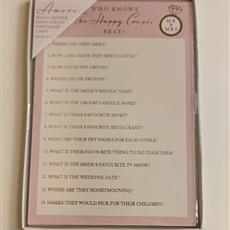 Amore
BRIDAL SHOWER
HAPPY COUPLE
WHO KNOWS
the Happy Couple
BEST?
MR
&
MRS
1. WHERE DID THEY MEET?
2. HOW LONG HAVE THEY BEEN DATING?
3. HOW OLD IS THE GROOM?
4. WHERE DID HE PROPOSE?
5. WHAT IS THE BRIDE'S MIDDLE NAME?
6. WHAT IS THE GROOM'S MIDDLE NAME?
7. WHAT IS THEIR FAVOURITE SPORT?
8. WHAT IS THEIR FAVOURITE RESTAURANT?
9. WHAT ARE THEIR PET NAMES FOR EACH OTHER?
10. WHAT IS THEIR FAVOURITE THING TO DO TOGETHER?
11. WHAT IS THE BRIDE'S FAVOURITE TV SHOW?
12. WHAT IS THE WEDDING DATE?
13. WHERE ARE THEY HONEYMOONING?
14. NAMES THEY WOULD PICK FOR THEIR CHILDREN?